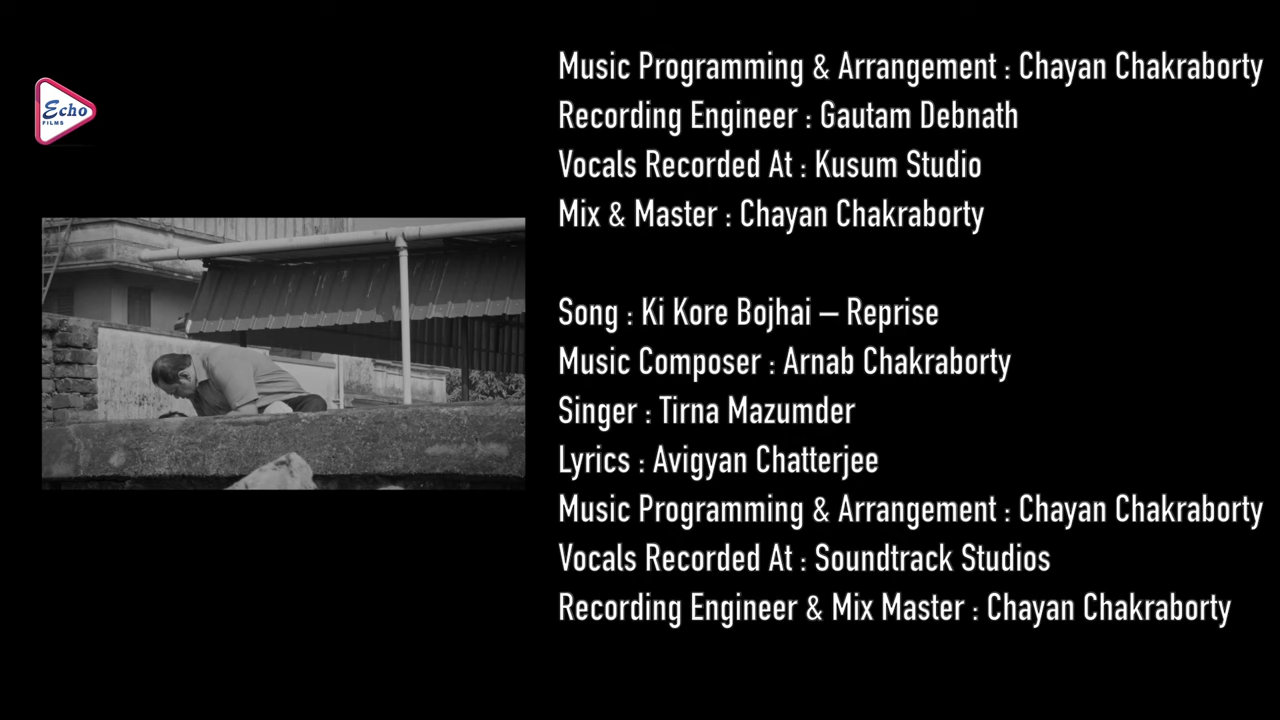 Echo
FILMS
Music Programming & Arrangement : Chayan Chakraborty
Recording Engineer : Gautam Debnath
Vocals Recorded At : Kusum Studio
Mix & Master : Chayan Chakraborty
Song : Ki Kore Bojhai – Reprise
Music Composer : Arnab Chakraborty
Singer : Tirna Mazumder
Lyrics : Avigyan Chatterjee
Music Programming & Arrangement : Chayan Chakraborty
Vocals Recorded At : Soundtrack Studios
Recording Engineer & Mix Master : Chayan Chakraborty